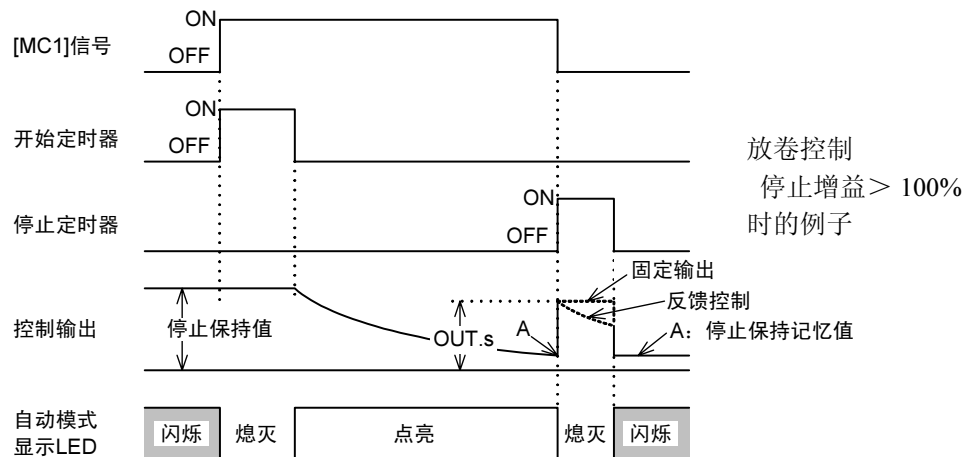 ON
[MC1]信号
OFF
ON
开始定时器
OFF
放卷控制
停止增益＞100%
时的例子
ON
停止定时器
OFF
固定输出
反馈控制
控制输出
停止保持值
OUT.s
A
A：停止保持记忆值
自动模式
显示LED
闪烁
熄灭
点亮
熄灭
闪烁